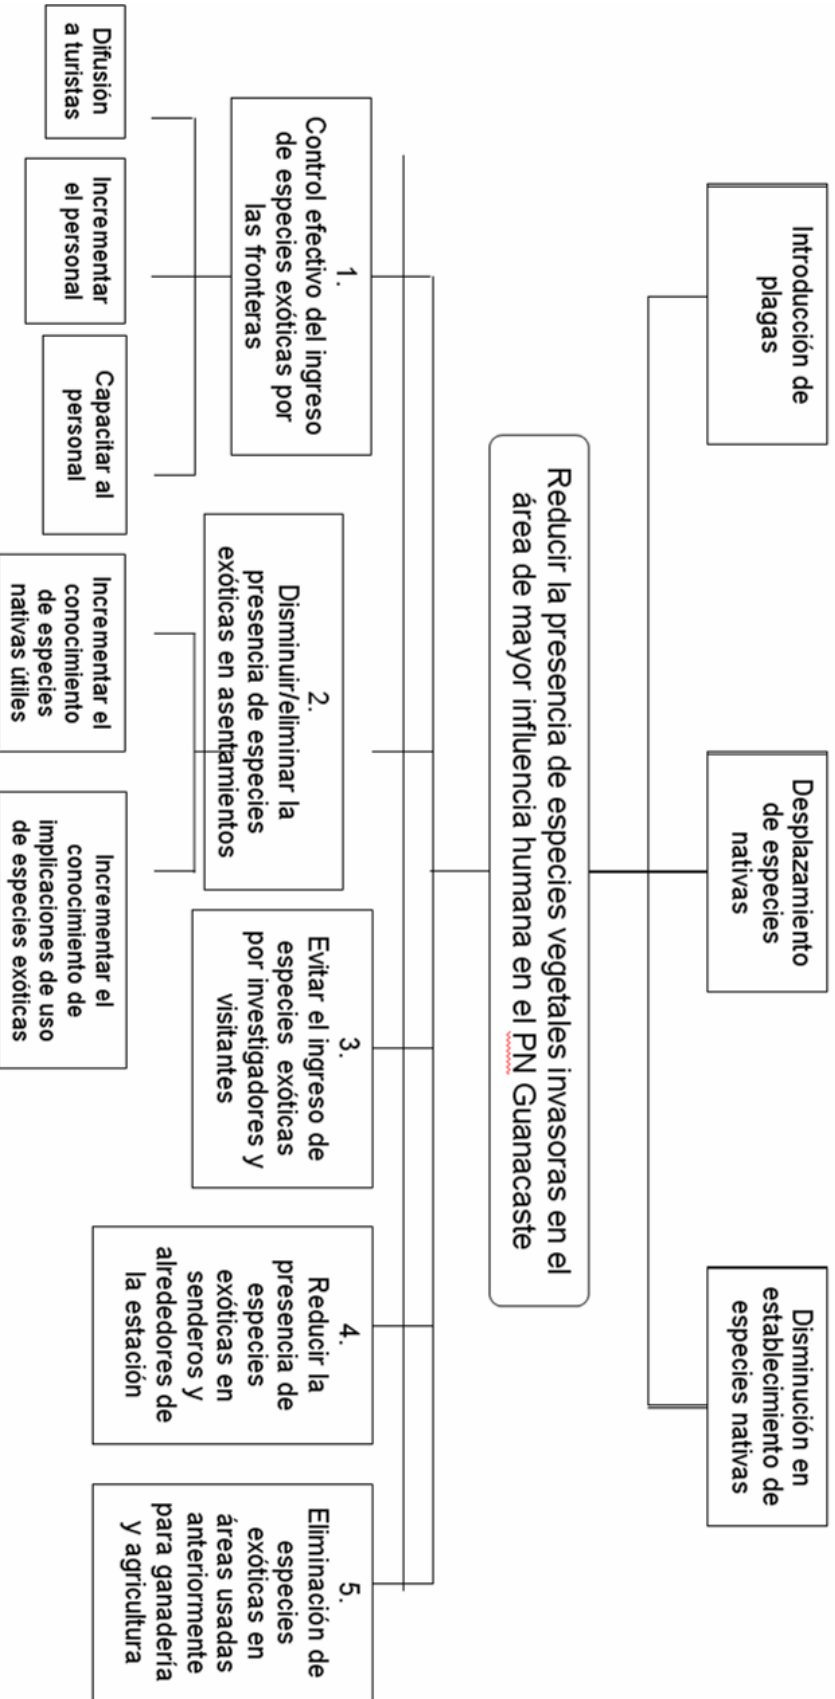 Introducción de
plagas
Desplazamiento
de especies
nativas
Disminución en
establecimiento de
especies nativas
Reducir la presencia de especies vegetales invasoras en el
área de mayor influencia humana en el PN Guanacaste
1.
Control efectivo del ingreso
de especies exóticas por
las fronteras
2.
Disminuir/eliminar la
presencia de especies
exóticas en asentamientos
3.
Evitar el ingreso de
especies exóticas
por investigadores y
visitantes
4.
Reducir la
presencia de
especies
exóticas en
senderos y
alrededores de
la estación
5.
Eliminación de
especies
exóticas en
áreas usadas
anteriormente
para ganadería
y agricultura
Difusión
a turistas
Incrementar
el personal
Capacitar al
personal
Incrementar el
conocimiento
de especies
nativas útiles
Incrementar el
conocimiento de
implicaciones de uso
de especies exóticas